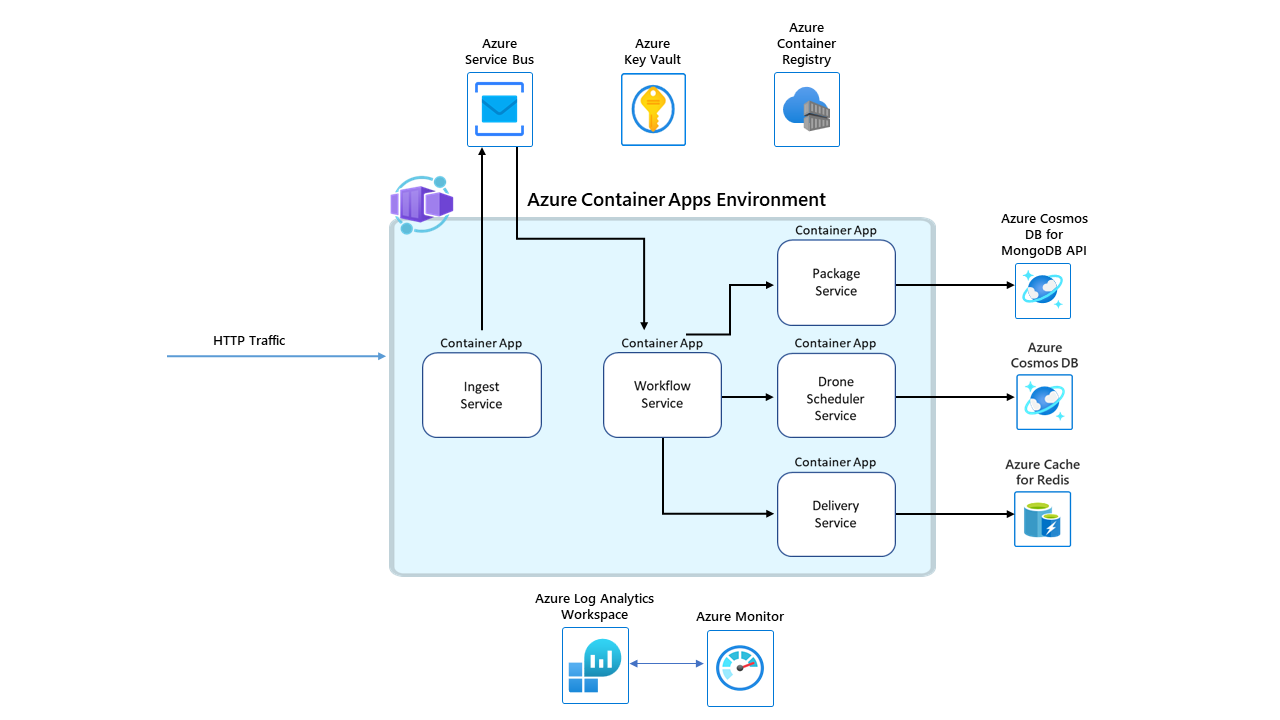 Azure
Service Bus
Azure
Key Vault
Azure
Container
Registry
Azure Container Apps Environment
HTTP Traffic
Container App
Ingest
Service
Container App
Workflow
Service
Container App
Package
Service
Container App
Drone
Scheduler
Service
Container App
Delivery
Service
Azure Cosmos
DB for
MongoDB API
Azure
Cosmos DB
Azure Cache
for Redis
Azure Log Analytics
Workspace
Azure Monitor